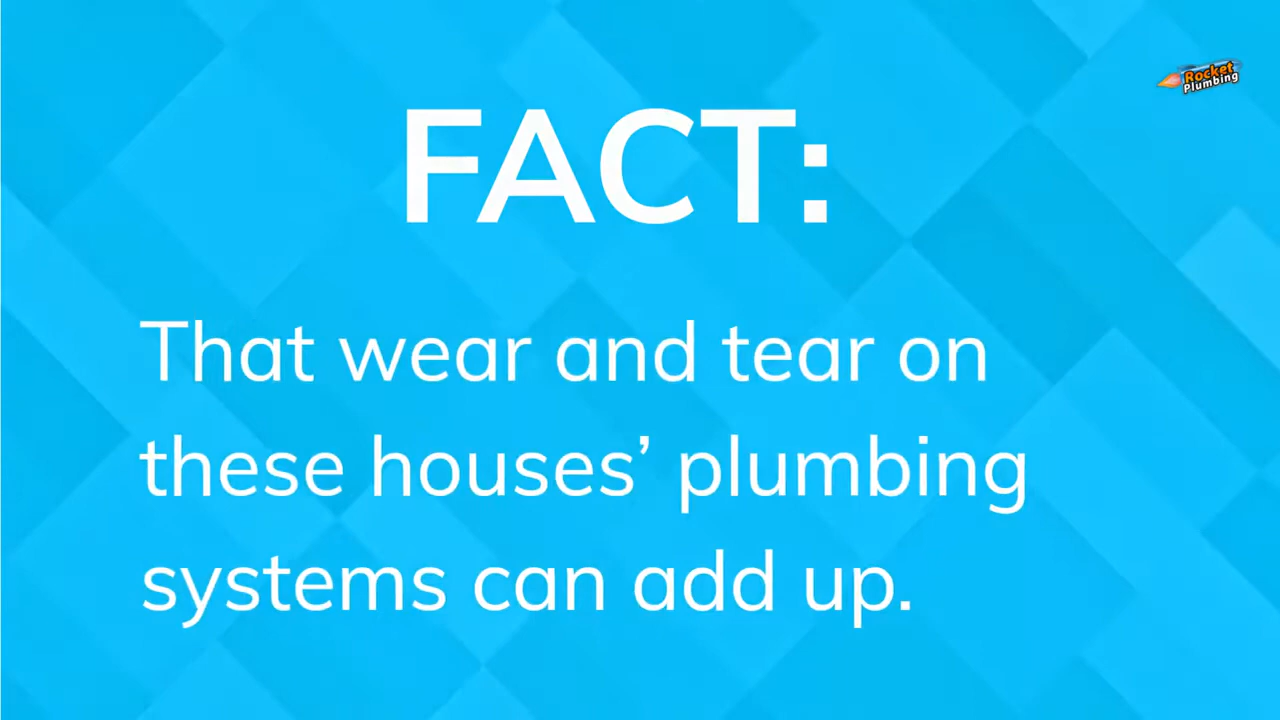 Rocket
Plumbing
FACT:
That wear and tear on
these houses’ plumbing
systems can add up.